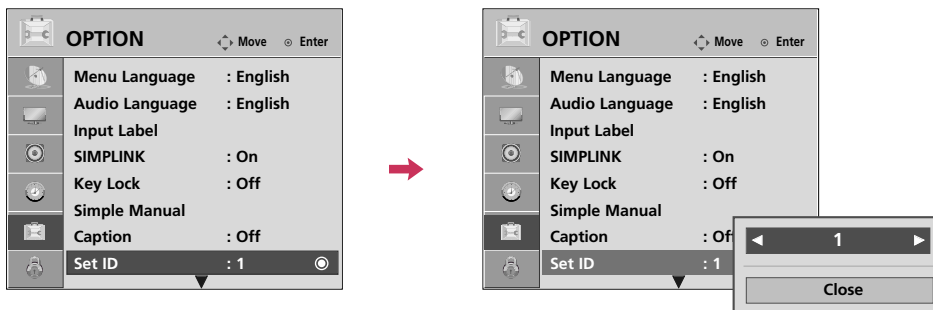 OPTION Move Enter
Menu Language : English
Audio Language : English
Input Label
SIMPLINK : On
Key Lock : Off
Simple Manual
Caption : Off
Set ID : 1
OPTION Move Enter
Menu Language : English
Audio Language : English
Input Label
SIMPLINK : On
Key Lock : Off
Simple Manual
Caption : Of
Set ID : 1
1
Close